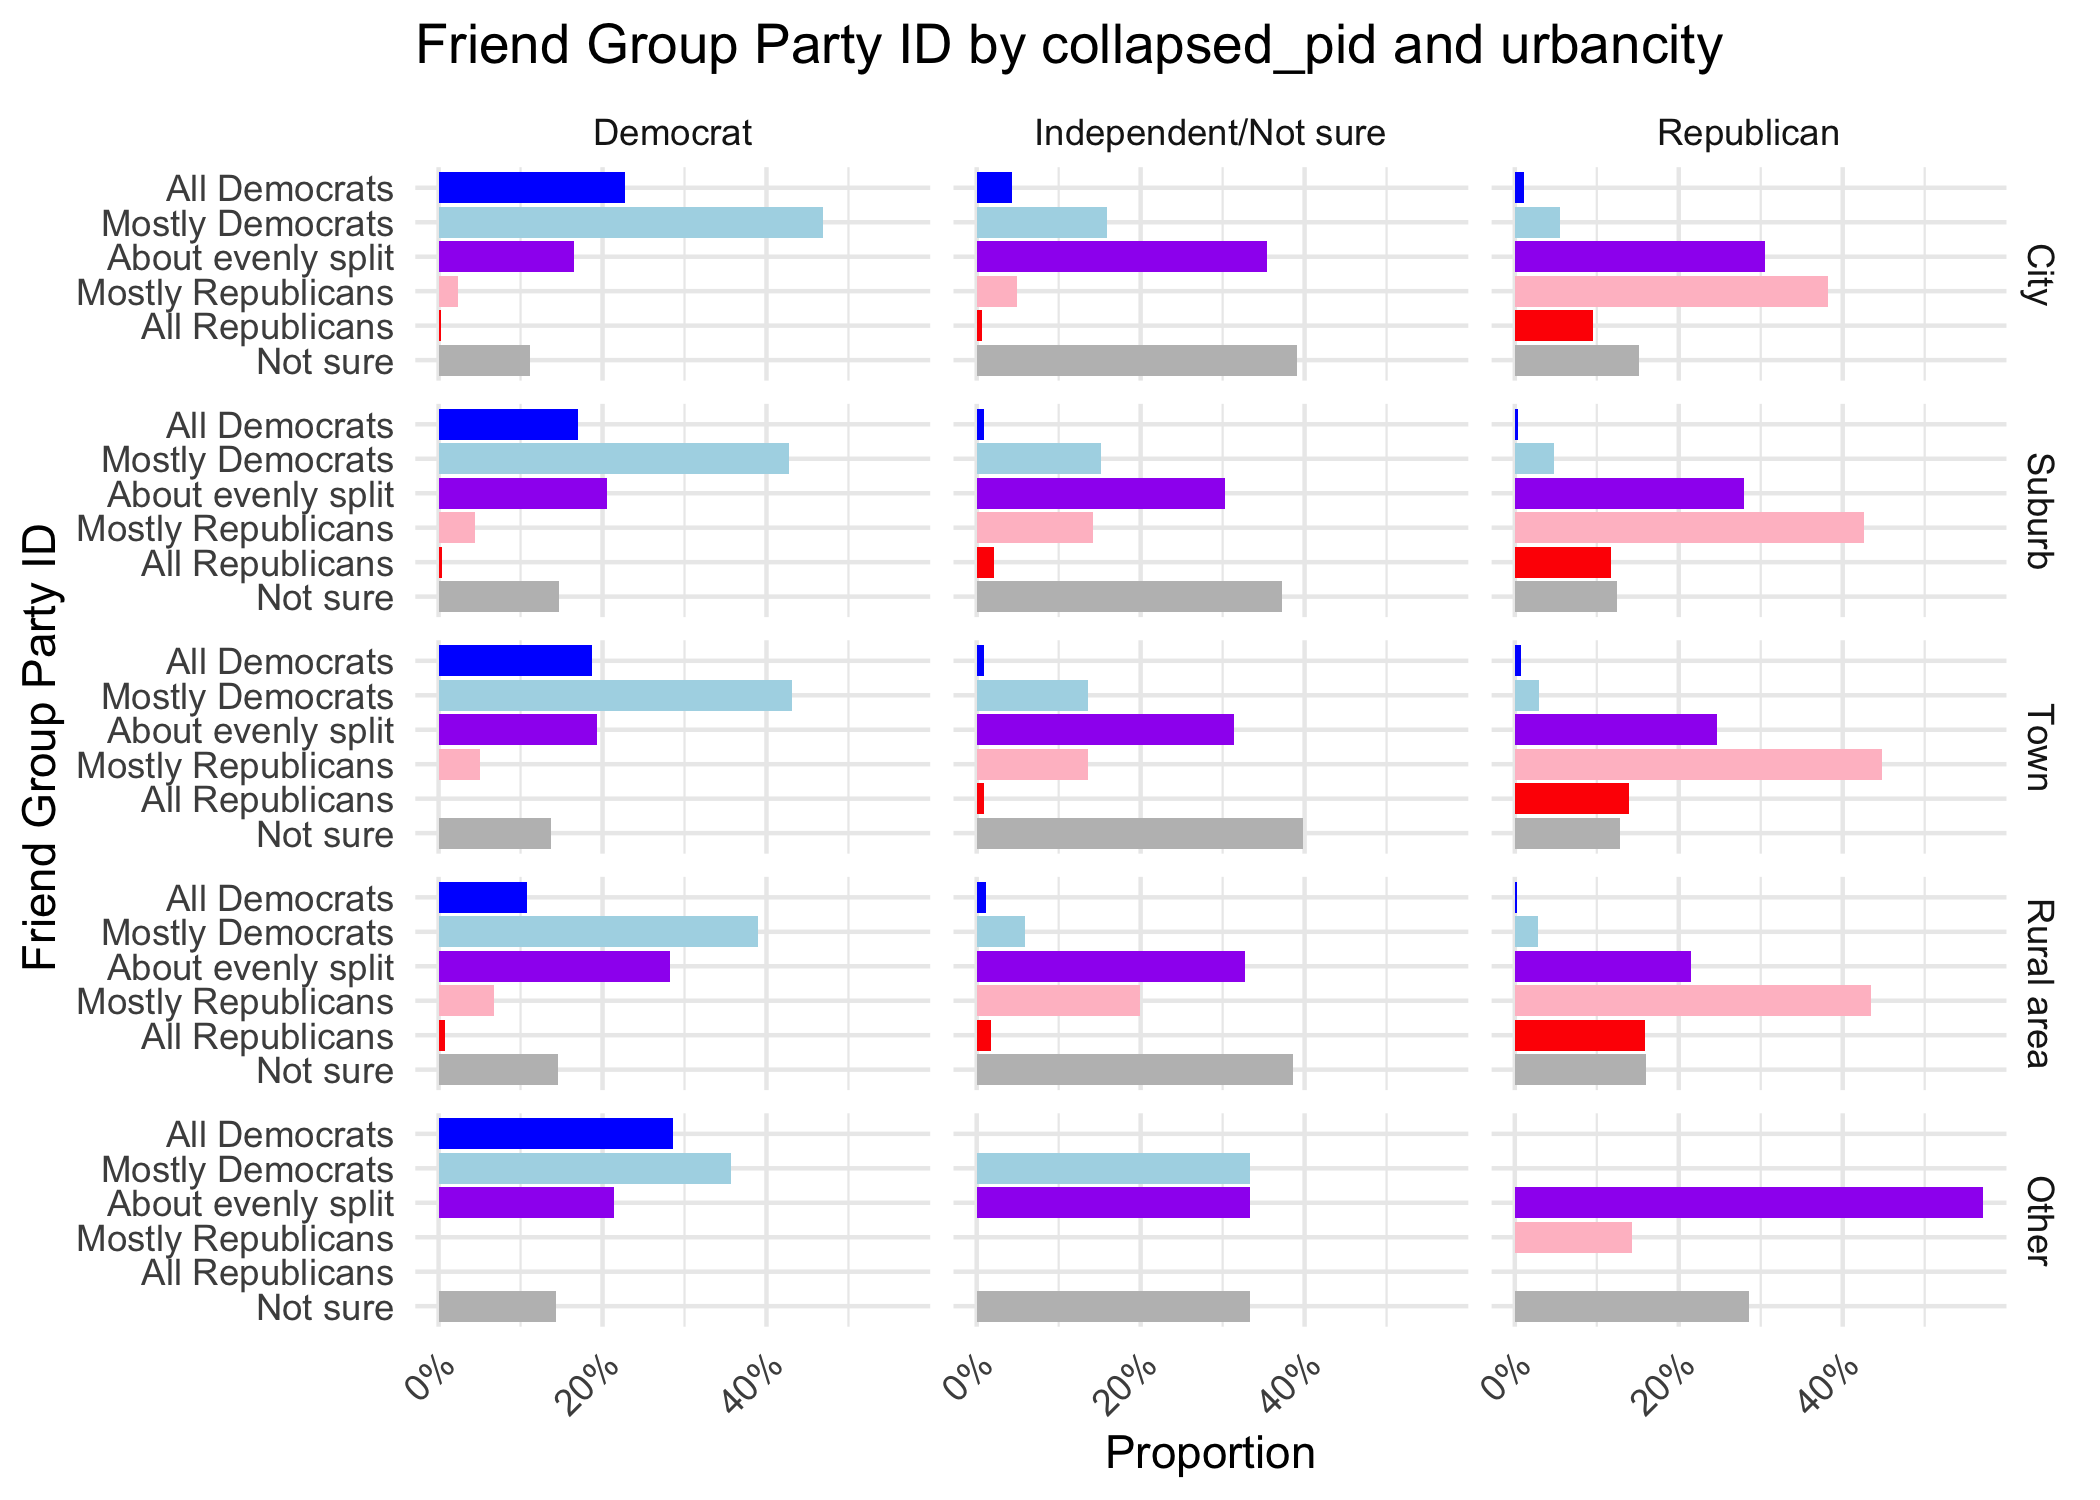 Friend Group Party ID by collapsed_pid and urbancity
Democrat
Independent/Not sure
Republican
All Democrats
Mostly Democrats
About evenly split
Mostly Republicans
All Republicans
Not sure
City
All Democrats
Mostly Democrats
About evenly split
Mostly Republicans
All Republicans
Not sure
Suburb
All Democrats
Mostly Democrats
About evenly split
Mostly Republicans
All Republicans
Not sure
Town
All Democrats
Mostly Democrats
About evenly split
Mostly Republicans
All Republicans
Not sure
Rural area
All Democrats
Mostly Democrats
About evenly split
Mostly Republicans
All Republicans
Not sure
Other
Friend Group Party ID
0%
20%
40%
0%
20%
40%
0%
20%
40%
Proportion